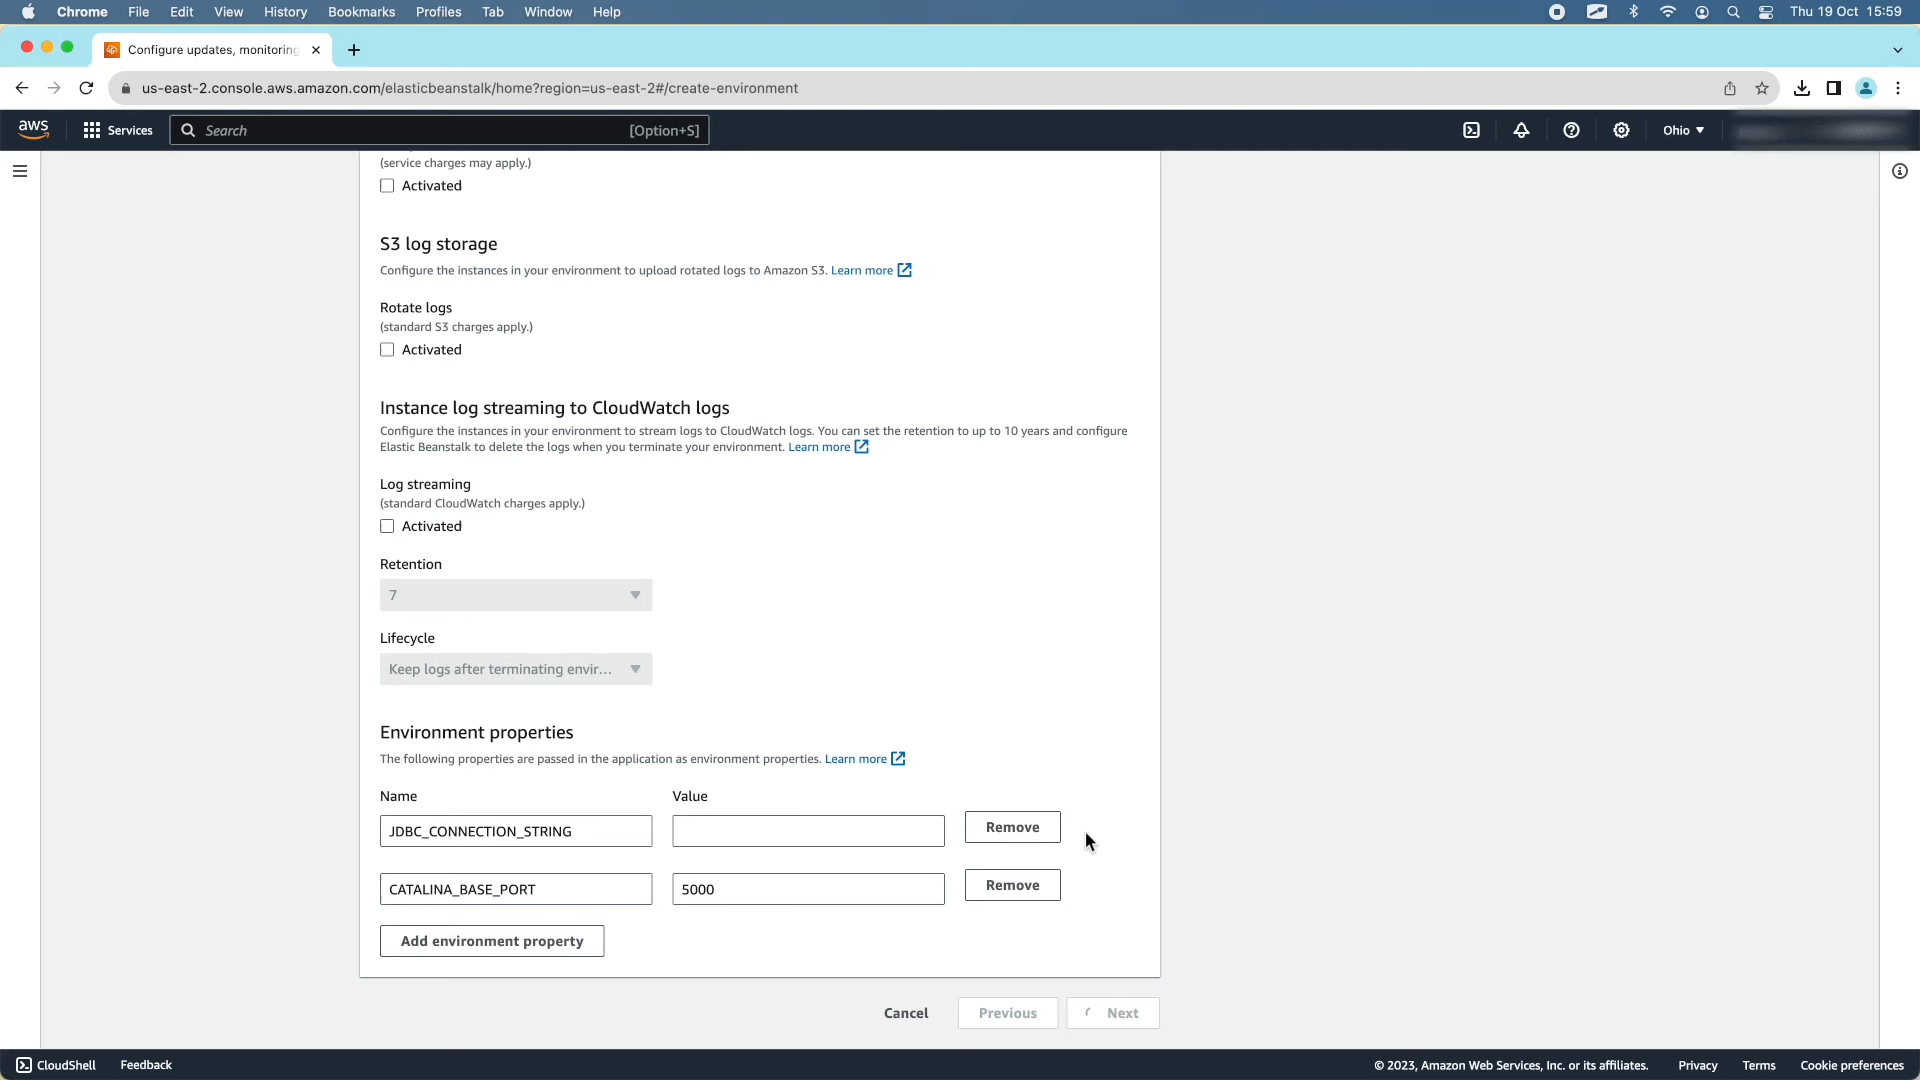 Chrome File Edit View History Bookmarks Profiles Tab Window Help Thu 19 Oct 15:59
Configure updates, monitoring
us-east-2.console.aws.amazon.com/elasticbeanstalk/home?region=us-east-2#/create-environment
aws Services Search [Option+S] Ohio
(service charges may apply.)
Activated
S3 log storage
Configure the instances in your environment to upload rotated logs to Amazon S3. Learn more
Rotate logs
(standard S3 charges apply.)
Activated
Instance log streaming to CloudWatch logs
Configure the instances in your environment to stream logs to CloudWatch logs. You can set the retention to up to 10 years and configure
Elastic Beanstalk to delete the logs when you terminate your environment. Learn more
Log streaming
(standard CloudWatch charges apply.)
Activated
Retention
7
Lifecycle
Keep logs after terminating envir...
Environment properties
The following properties are passed in the application as environment properties. Learn more
Name Value
JDBC_CONNECTION_STRING Remove
CATALINA_BASE_PORT 5000 Remove
Add environment property
Cancel Previous Next
CloudShell Feedback © 2023, Amazon Web Services, Inc. or its affiliates. Privacy Terms Cookie preferences